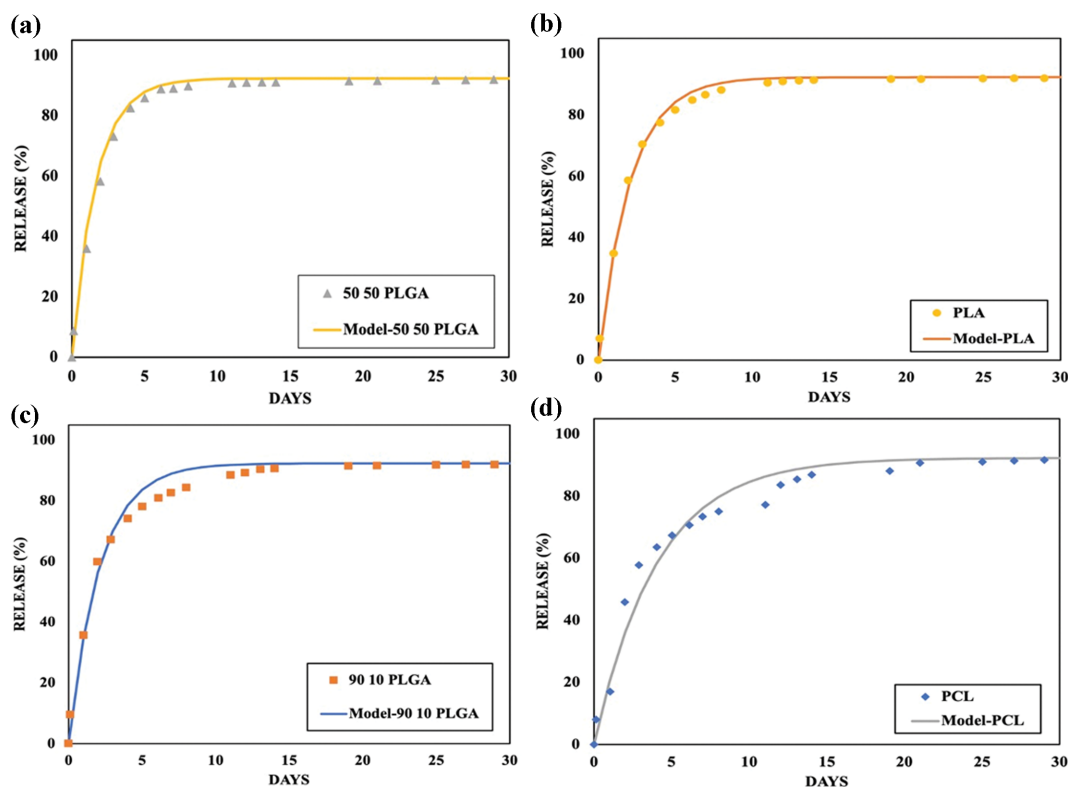 (a)
100
80
60
40
20
0
RELEASE (%)
50 50 PLGA
Model-50 50 PLGA
0 5 10 15 20 25 30
DAYS
(b)
100
80
60
40
20
0
RELEASE (%)
PLA
Model-PLA
0 5 10 15 20 25 30
DAYS
(c)
100
80
60
40
20
0
RELEASE (%)
90 10 PLGA
Model-90 10 PLGA
0 5 10 15 20 25 30
DAYS
(d)
100
80
60
40
20
0
RELEASE (%)
PCL
Model-PCL
0 5 10 15 20 25 30
DAYS